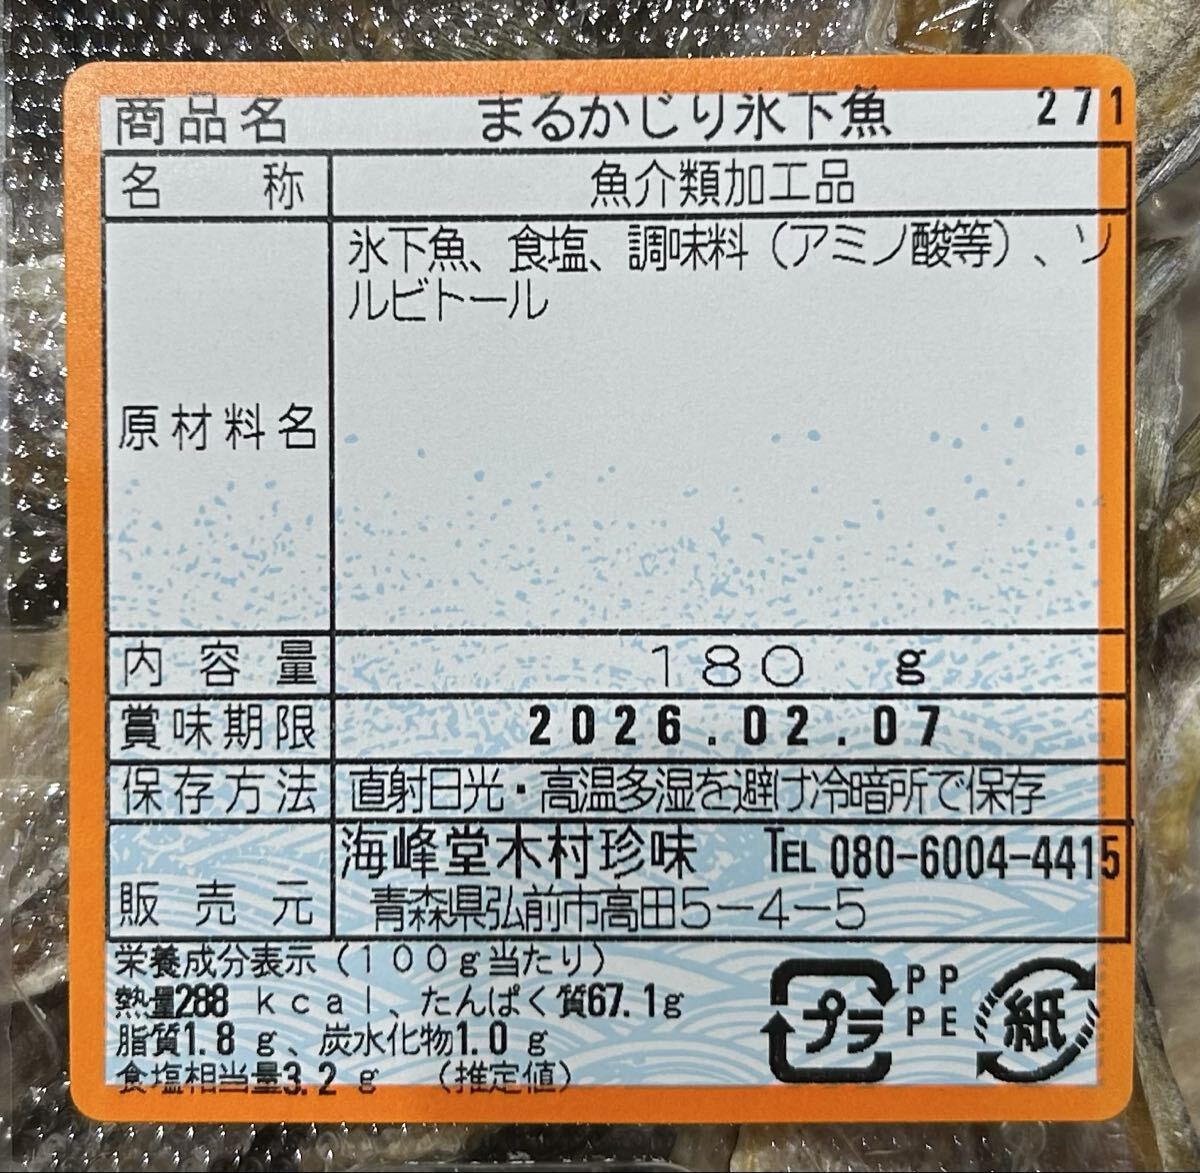 商品名 まるかじり氷下魚 271
名称 魚介類加工品
原材料名 氷下魚、食塩、調味料(アミノ酸等)、ソ
ルビトール
内容量 180 g
賞味期限 2026.02.07
保存方法 直射日光・高温多湿を避け冷暗所で保存
販売元 海峰堂木村珍味 TEL 080-6004-4415
青森県弘前市高田5-4-5
栄養成分表示(100g当たり)
熱量288 kcal、たんぱく質67.1g
脂質1.8 g、炭水化物1.0 g
食塩相当量3.2 g (推定値)
プラ
PP
PE
紙